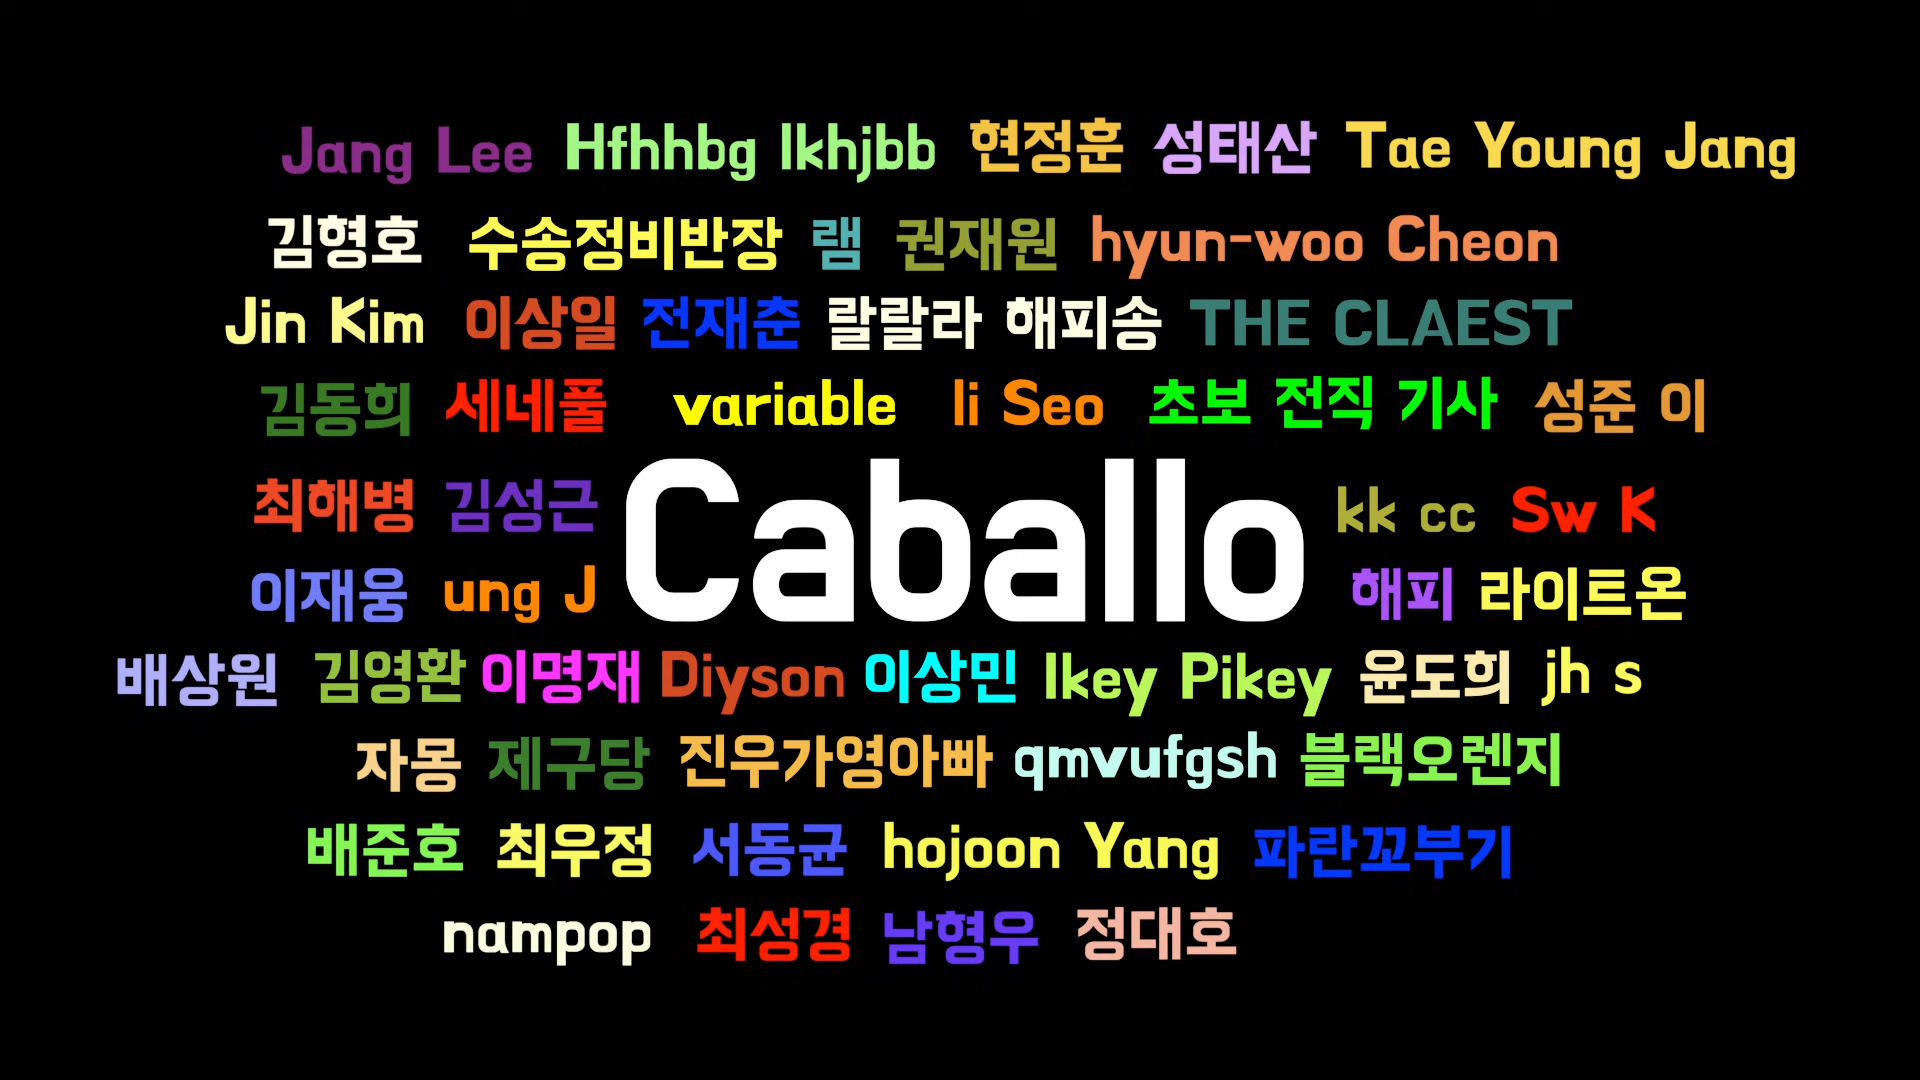 Jang Lee Hfhhbg lkhjbb 현정훈 성태산 Tae Young Jang
김형호 수송정비반장 램 권재원 hyun-woo Cheon
Jin Kim 이상일 전재춘 랄랄라 해피송 THE CLAEST
김동희 세네풀 variable li Seo 초보 전직 기사 성준 이
최해병 김성근 Caballo kk cc Sw K
이재웅 ung J 해피 라이트온
배상원 김영환 이명재 Diyson 이상민 Ikey Pikey 윤도희 jh s
자몽 제구당 진우가영아빠 qmvufgsh 블랙오렌지
배준호 최우정 서동균 hojoon Yang 파란꼬부기
nampop 최성경 남형우 정대호